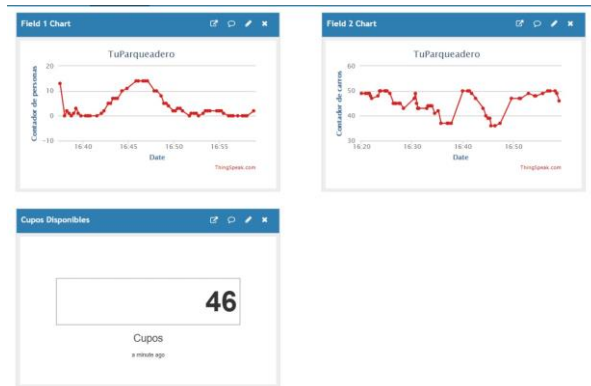 Field 1 Chart
TuParqueadero
Contador de personas
20
10
0
-10
16:40
16:45
16:50
16:55
Date
ThingSpeak.com
Field 2 Chart
TuParqueadero
Contador de carros
60
50
40
30
16:20
16:30
16:40
16:50
Date
ThingSpeak.com
Cupos Disponibles
46
Cupos
a minute ago